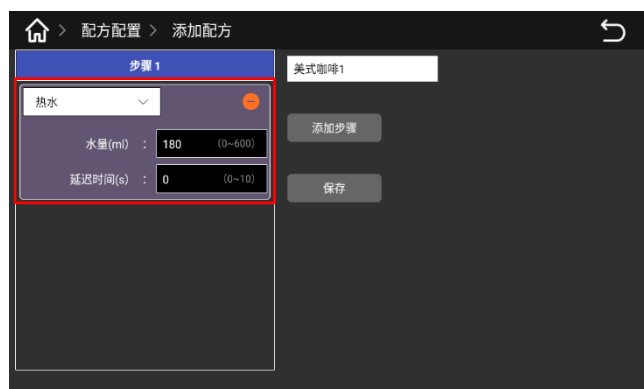 配方配置 > 添加配方
步骤 1
美式咖啡1
热水
水量(ml) : 180 (0~600)
添加步骤
延迟时间(s) : 0 (0~10)
保存